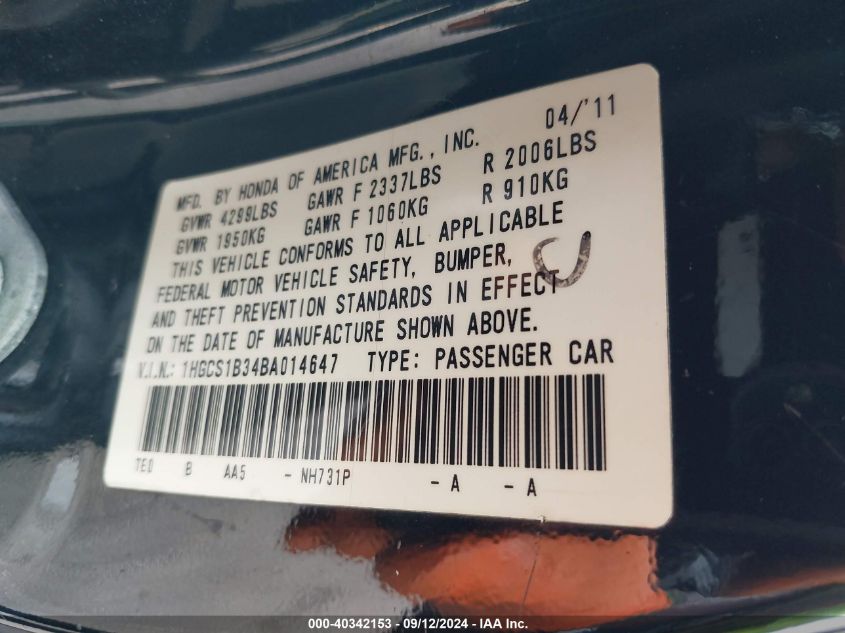 04/'11
MFD. BY HONDA OF AMERICA MFG., INC.
GVWR 4299LBS GAWR F 2337LBS R 2006LBS
GVWR 1950KG GAWR F 1060KG R 910KG
THIS VEHICLE CONFORMS TO ALL APPLICABLE
FEDERAL MOTOR VEHICLE SAFETY, BUMPER,
AND THEFT PREVENTION STANDARDS IN EFFECT
ON THE DATE OF MANUFACTURE SHOWN ABOVE.
V.I.N.: 1HGCS1B34BA014647 TYPE: PASSENGER CAR
TE0 B AA5 - NH731P - A - A
000-40342153 - 09/12/2024 - IAA Inc.